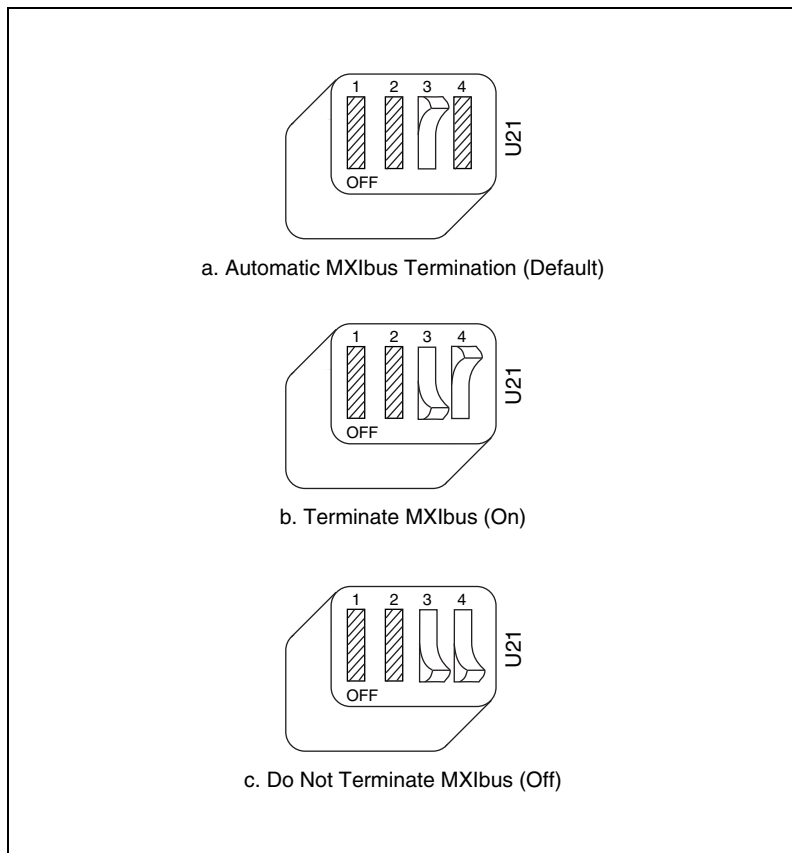 1 2 3 4
OFF
U21
a. Automatic MXIbus Termination (Default)
1 2 3 4
OFF
U21
b. Terminate MXIbus (On)
1 2 3 4
OFF
U21
c. Do Not Terminate MXIbus (Off)